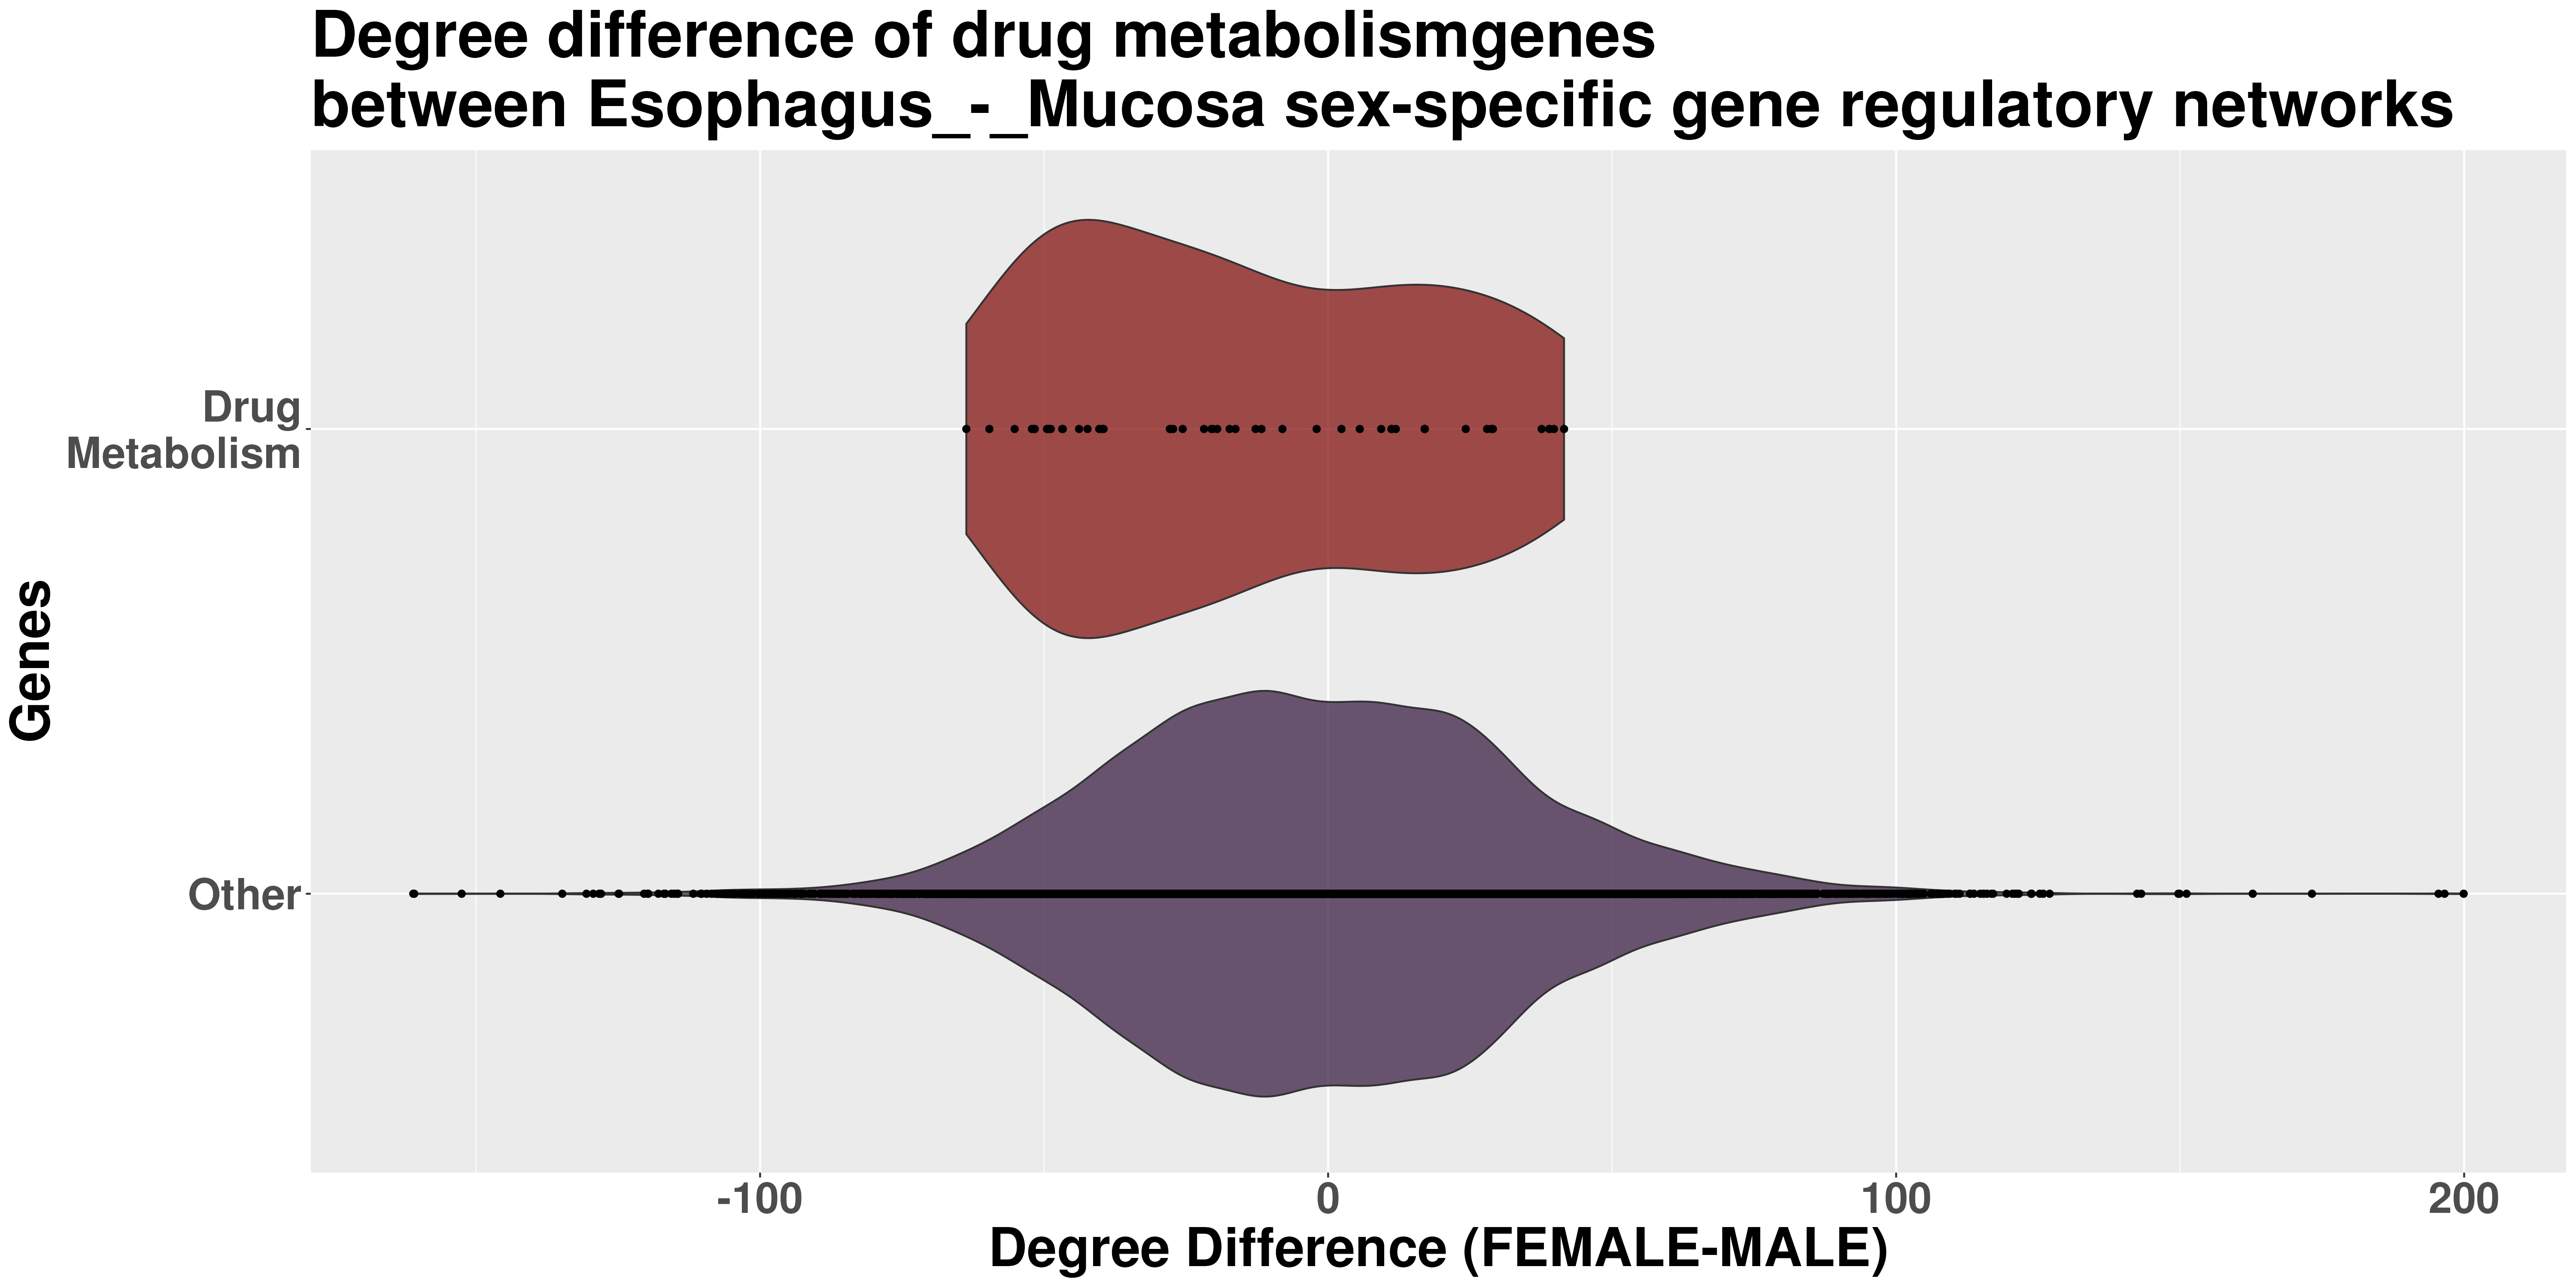 Degree difference of drug metabolismgenes
between Esophagus_-_Mucosa sex-specific gene regulatory networks
Genes
Drug
Metabolism
Other
-100
0
100
200
Degree Difference (FEMALE-MALE)